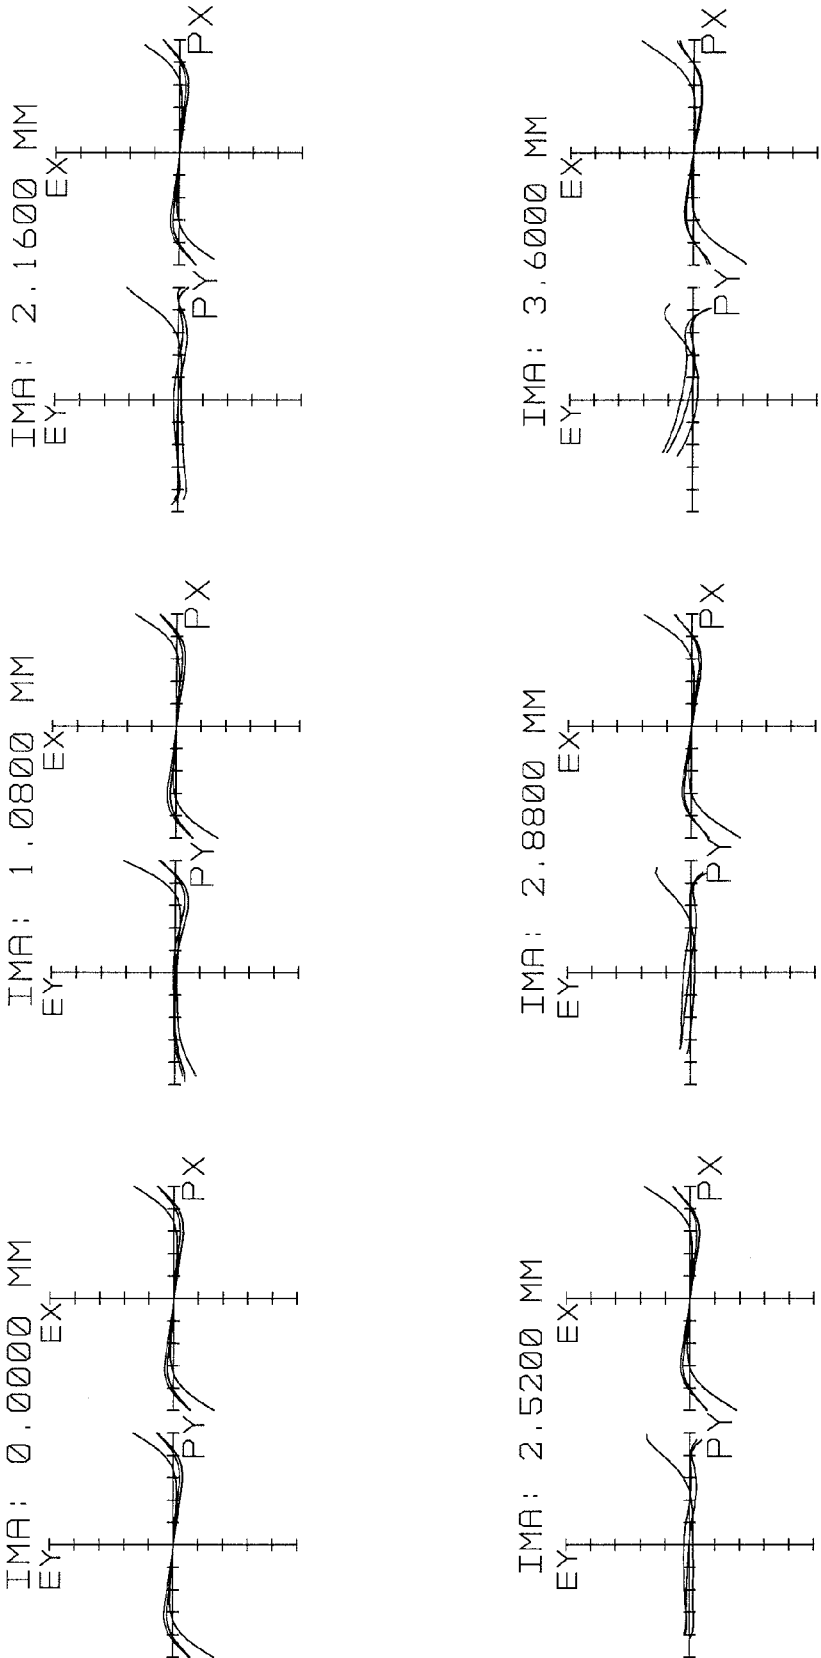 IMA: 0.0000 MM
EY
PY
EX
PX
IMA: 1.0800 MM
EY
PY
EX
PX
IMA: 2.1600 MM
EY
PY
EX
PX
IMA: 2.5200 MM
EY
PY
EX
PX
IMA: 2.8800 MM
EY
PY
EX
PX
IMA: 3.6000 MM
EY
PY
EX
PX